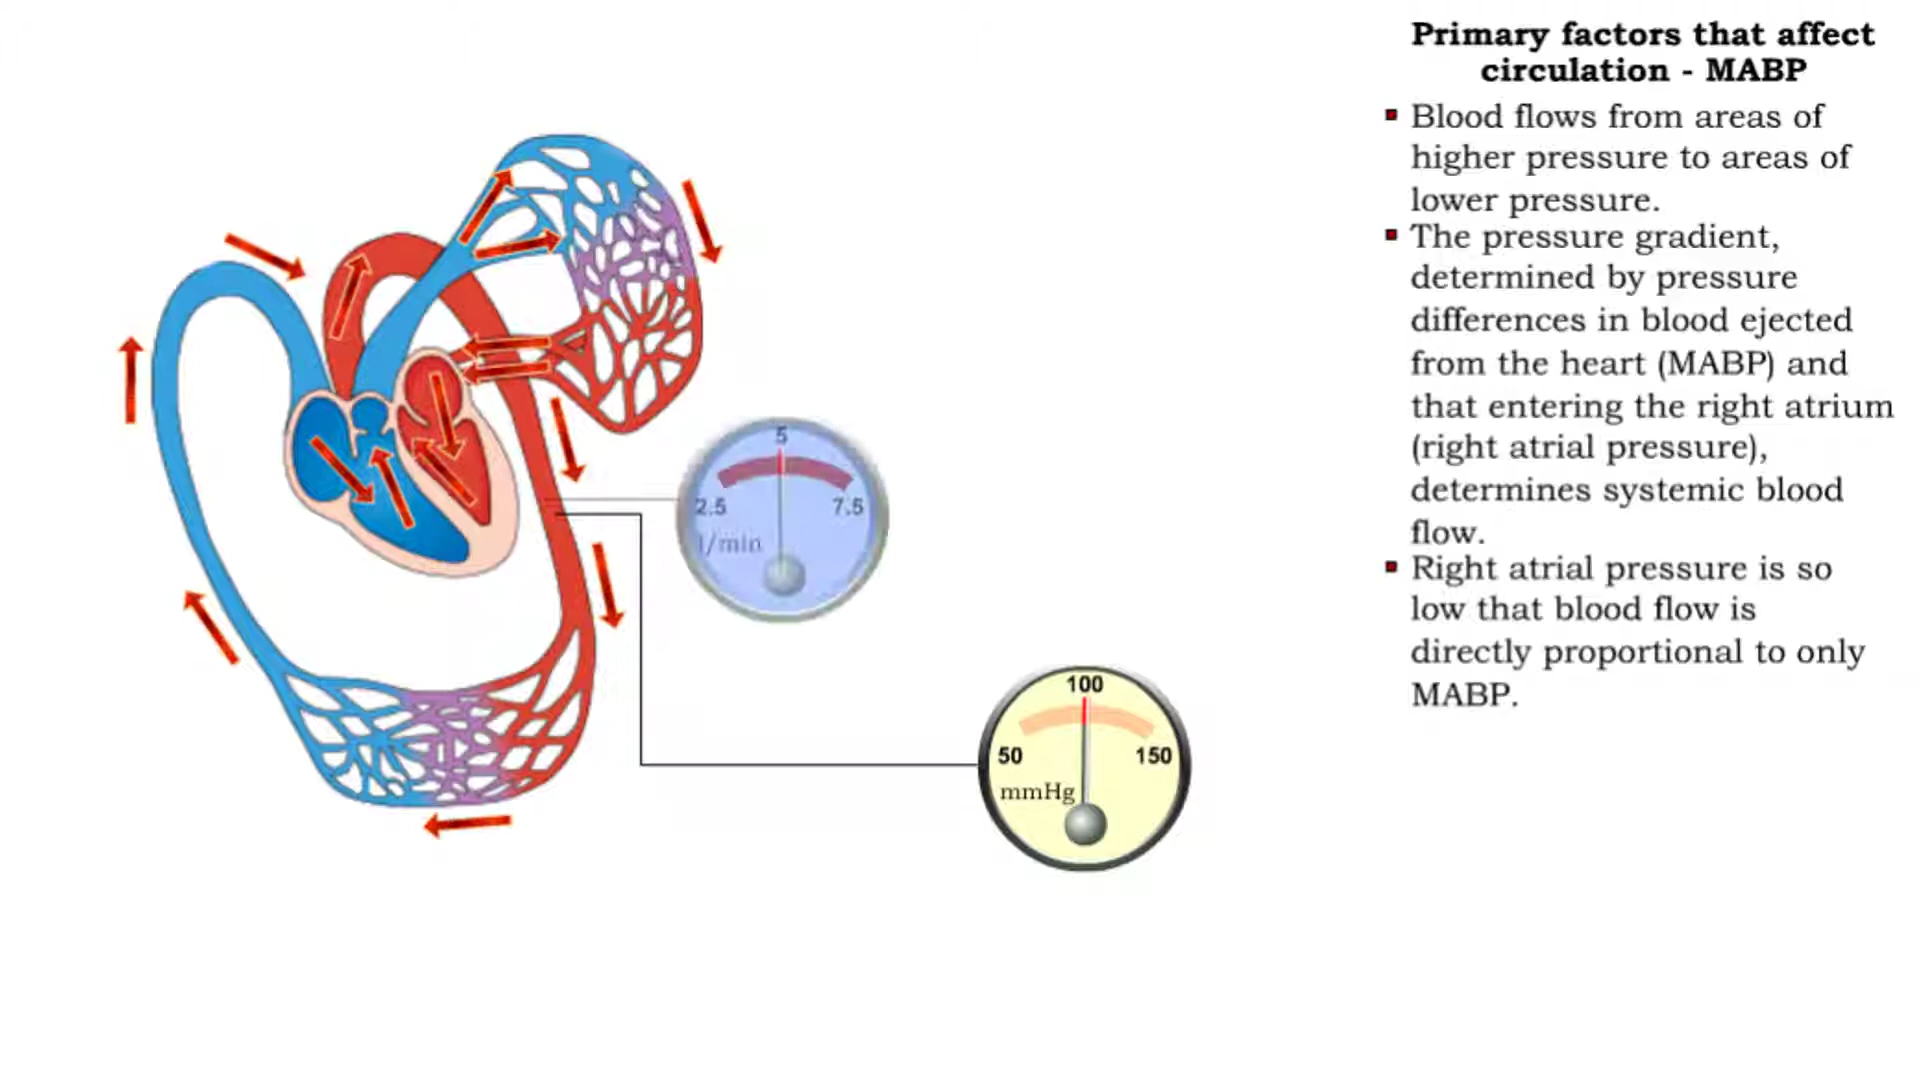 Primary factors that affect
circulation - MABP
▪ Blood flows from areas of
higher pressure to areas of
lower pressure.
▪ The pressure gradient,
determined by pressure
differences in blood ejected
from the heart (MABP) and
that entering the right atrium
(right atrial pressure),
determines systemic blood
flow.
▪ Right atrial pressure is so
low that blood flow is
directly proportional to only
MABP.
5
2.5 7.5
l/min
100
50 150
mmHg